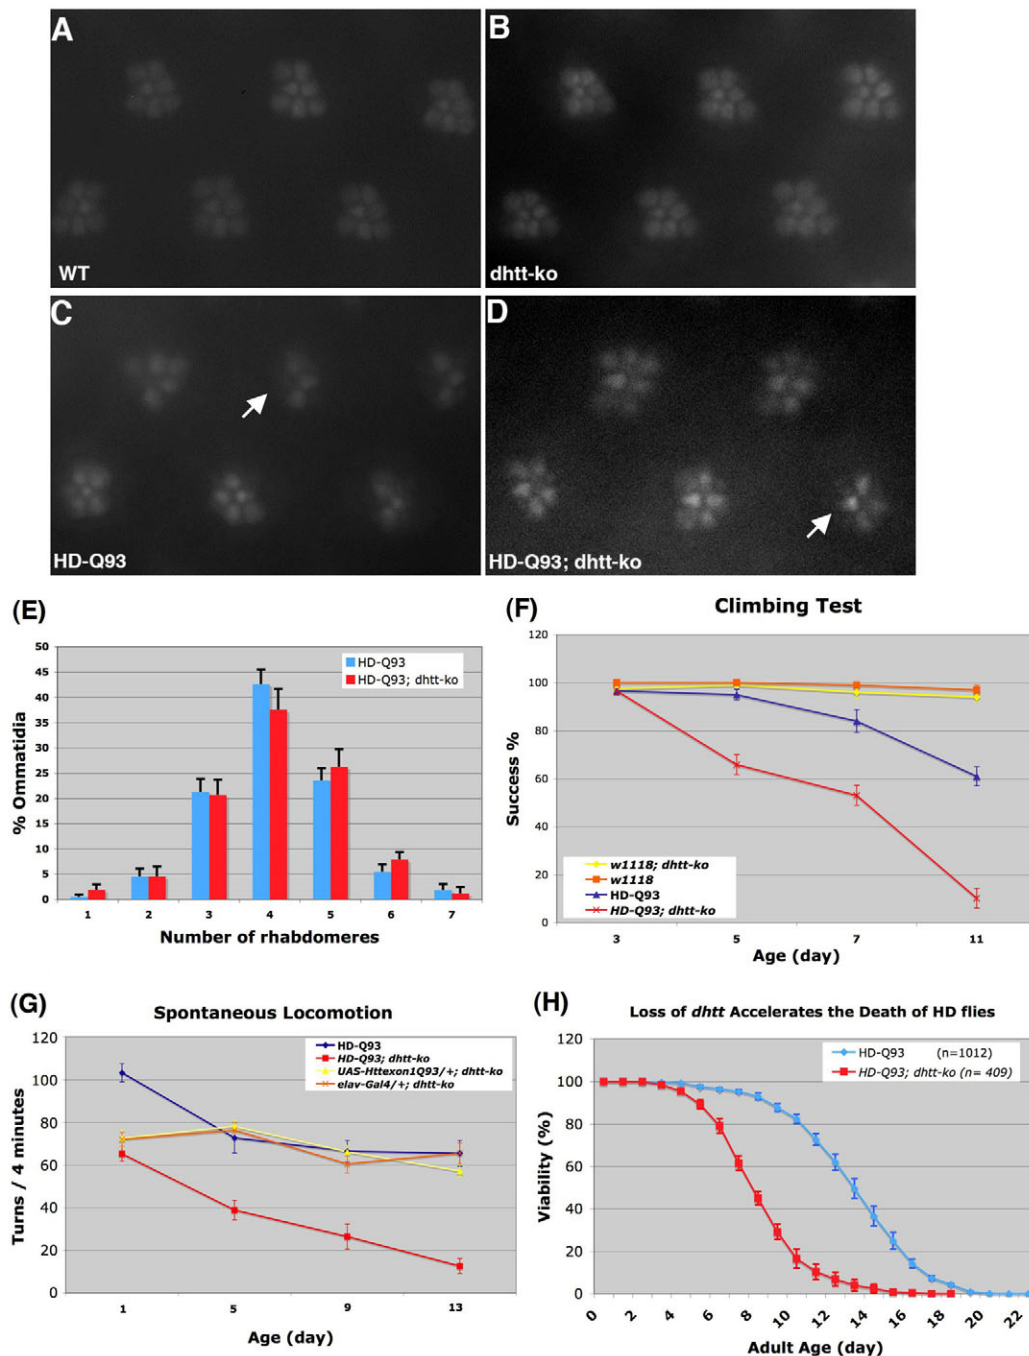 A
WT
B
dhtt-ko
C
HD-Q93
D
HD-Q93; dhtt-ko
(E)
50
45
40
35
30
25
20
15
10
5
0
% Ommatidia
HD-Q93
HD-Q93; dhtt-ko
1 2 3 4 5 6 7
Number of rhabdomeres
(F)
Climbing Test
120
100
80
60
40
20
0
Success %
w1118; dhtt-ko
w1118
HD-Q93
HD-Q93; dhtt-ko
3 5 7 11
Age (day)
(G)
Spontaneous Locomotion
120
100
80
60
40
20
0
Turns / 4 minutes
HD-Q93
HD-Q93; dhtt-ko
UAS-Httexon1Q93/+; dhtt-ko
elav-Gal4/+; dhtt-ko
1 5 9 13
Age (day)
(H)
Loss of dhtt Accelerates the Death of HD flies
120
100
80
60
40
20
0
Viability (%)
HD-Q93 (n=1012)
HD-Q93; dhtt-ko (n= 409)
0 2 4 6 8 10 12 14 16 18 20 22
Adult Age (day)